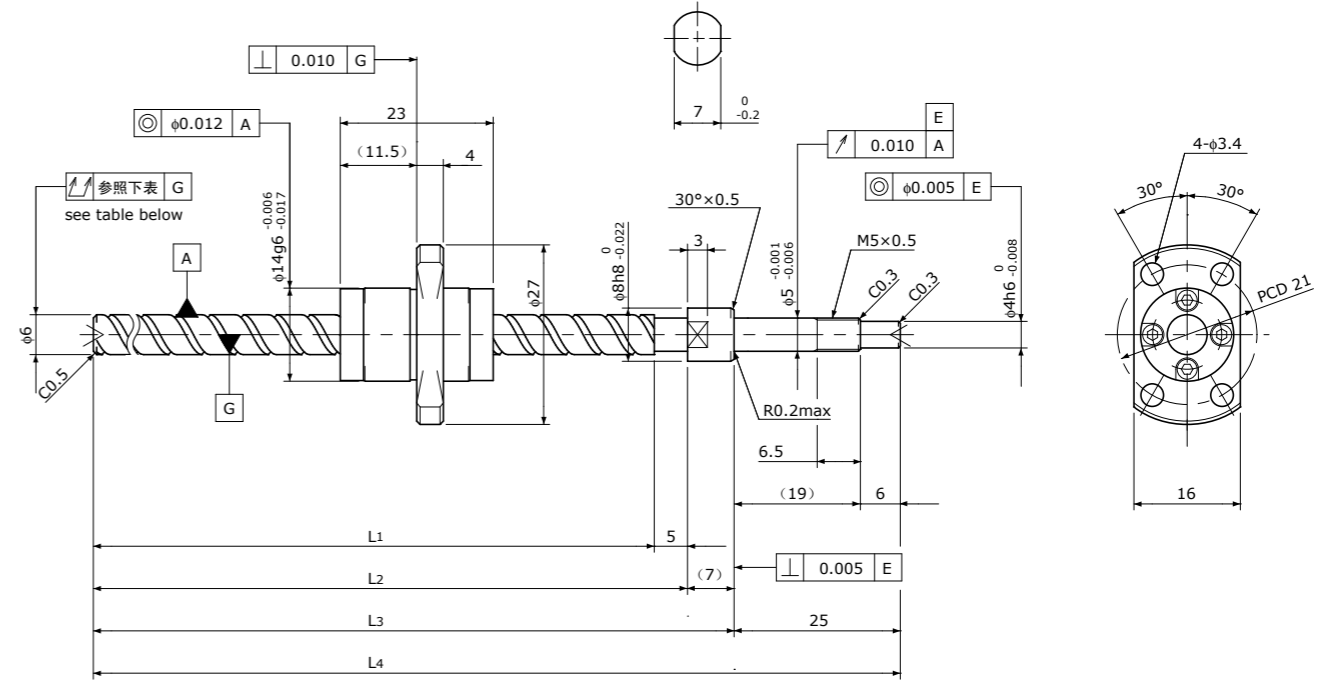 ⊥ 0.010 G
7 0 -0.2
23
◎ φ0.012 A
(11.5)
4
E
0.010 A
4-φ3.4
30°
30°
参照下表 G
see table below
◎ φ0.005 E
30°×0.5
3
M5×0.5
A
φ14g6 -0.006 -0.017
φ27
φ8h8 0 -0.022
φ5 -0.001 -0.006
C0.3
C0.3
φ4h6 0 -0.008
PCD 21
φ6
C0.5
G
R0.2max
6.5
(19)
6
16
L1
5
L2
(7)
⊥ 0.005 E
L3
25
L4